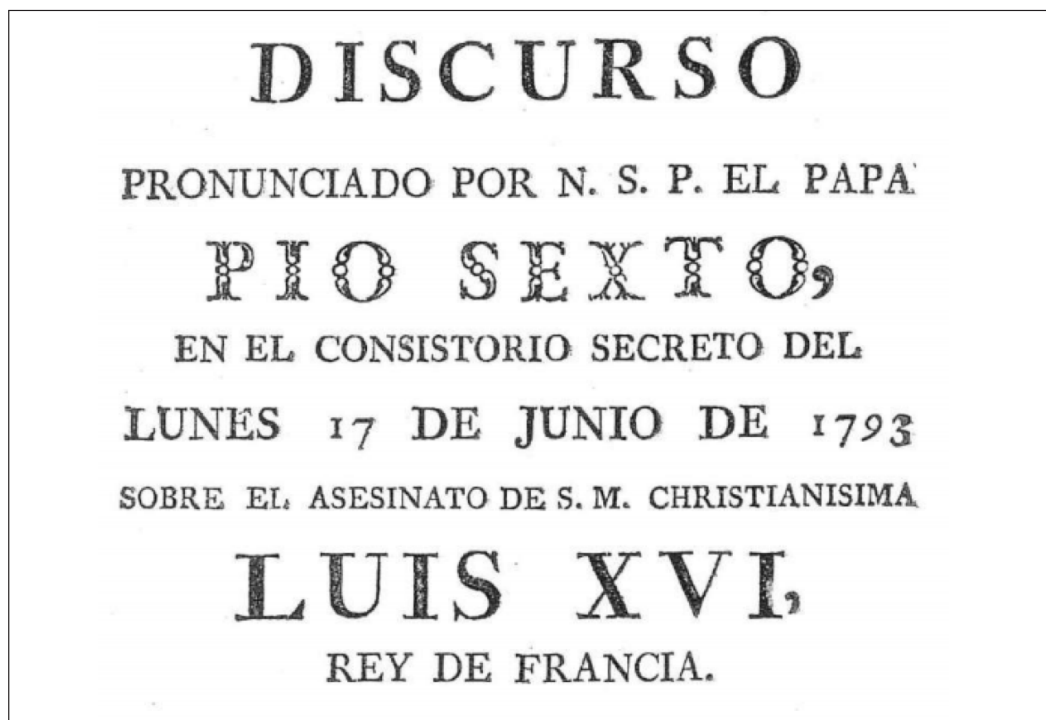 DISCURSO
PRONUNCIADO POR N. S. P. EL PAPA
PIO SEXTO,
EN EL CONSISTORIO SECRETO DEL
LUNES 17 DE JUNIO DE 1793
SOBRE EL ASESINATO DE S. M. CHRISTIANISIMA
LUIS XVI,
REY DE FRANCIA.